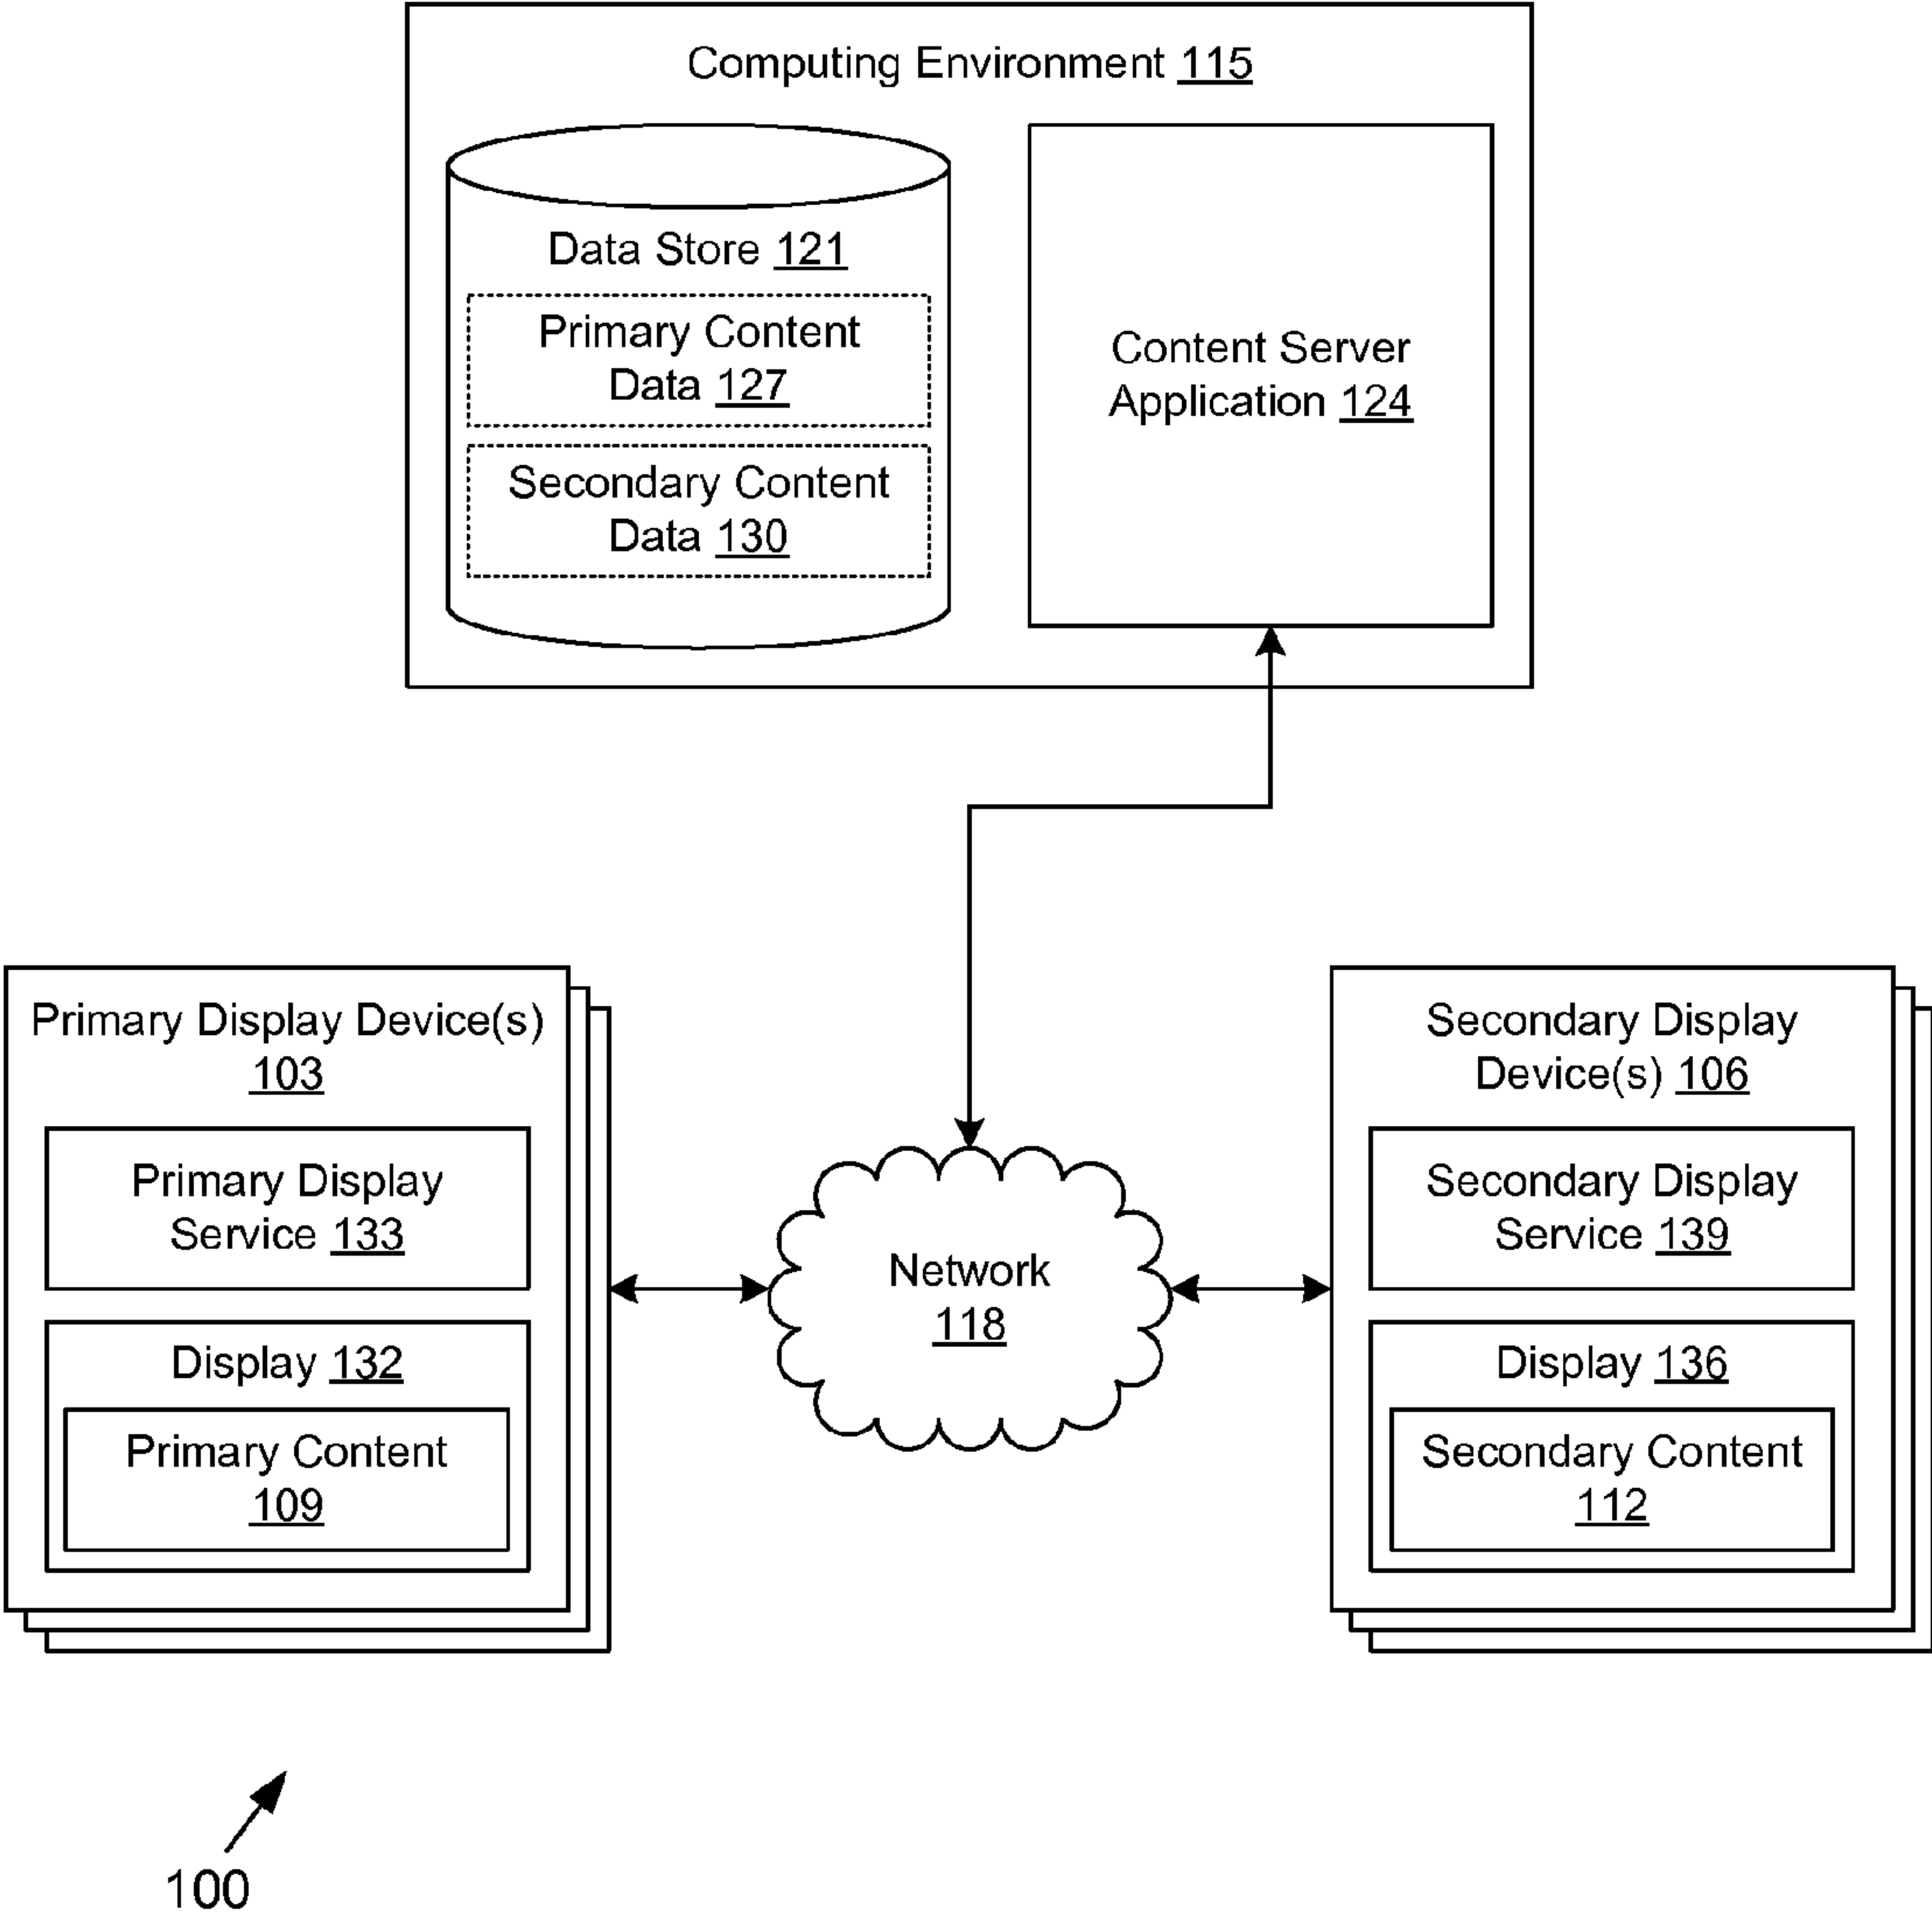 Computing Environment 115
Data Store 121
Primary Content
Data 127
Secondary Content
Data 130
Content Server
Application 124
Primary Display Device(s)
103
Primary Display
Service 133
Display 132
Primary Content
109
Network
118
Secondary Display
Device(s) 106
Secondary Display
Service 139
Display 136
Secondary Content
112
100